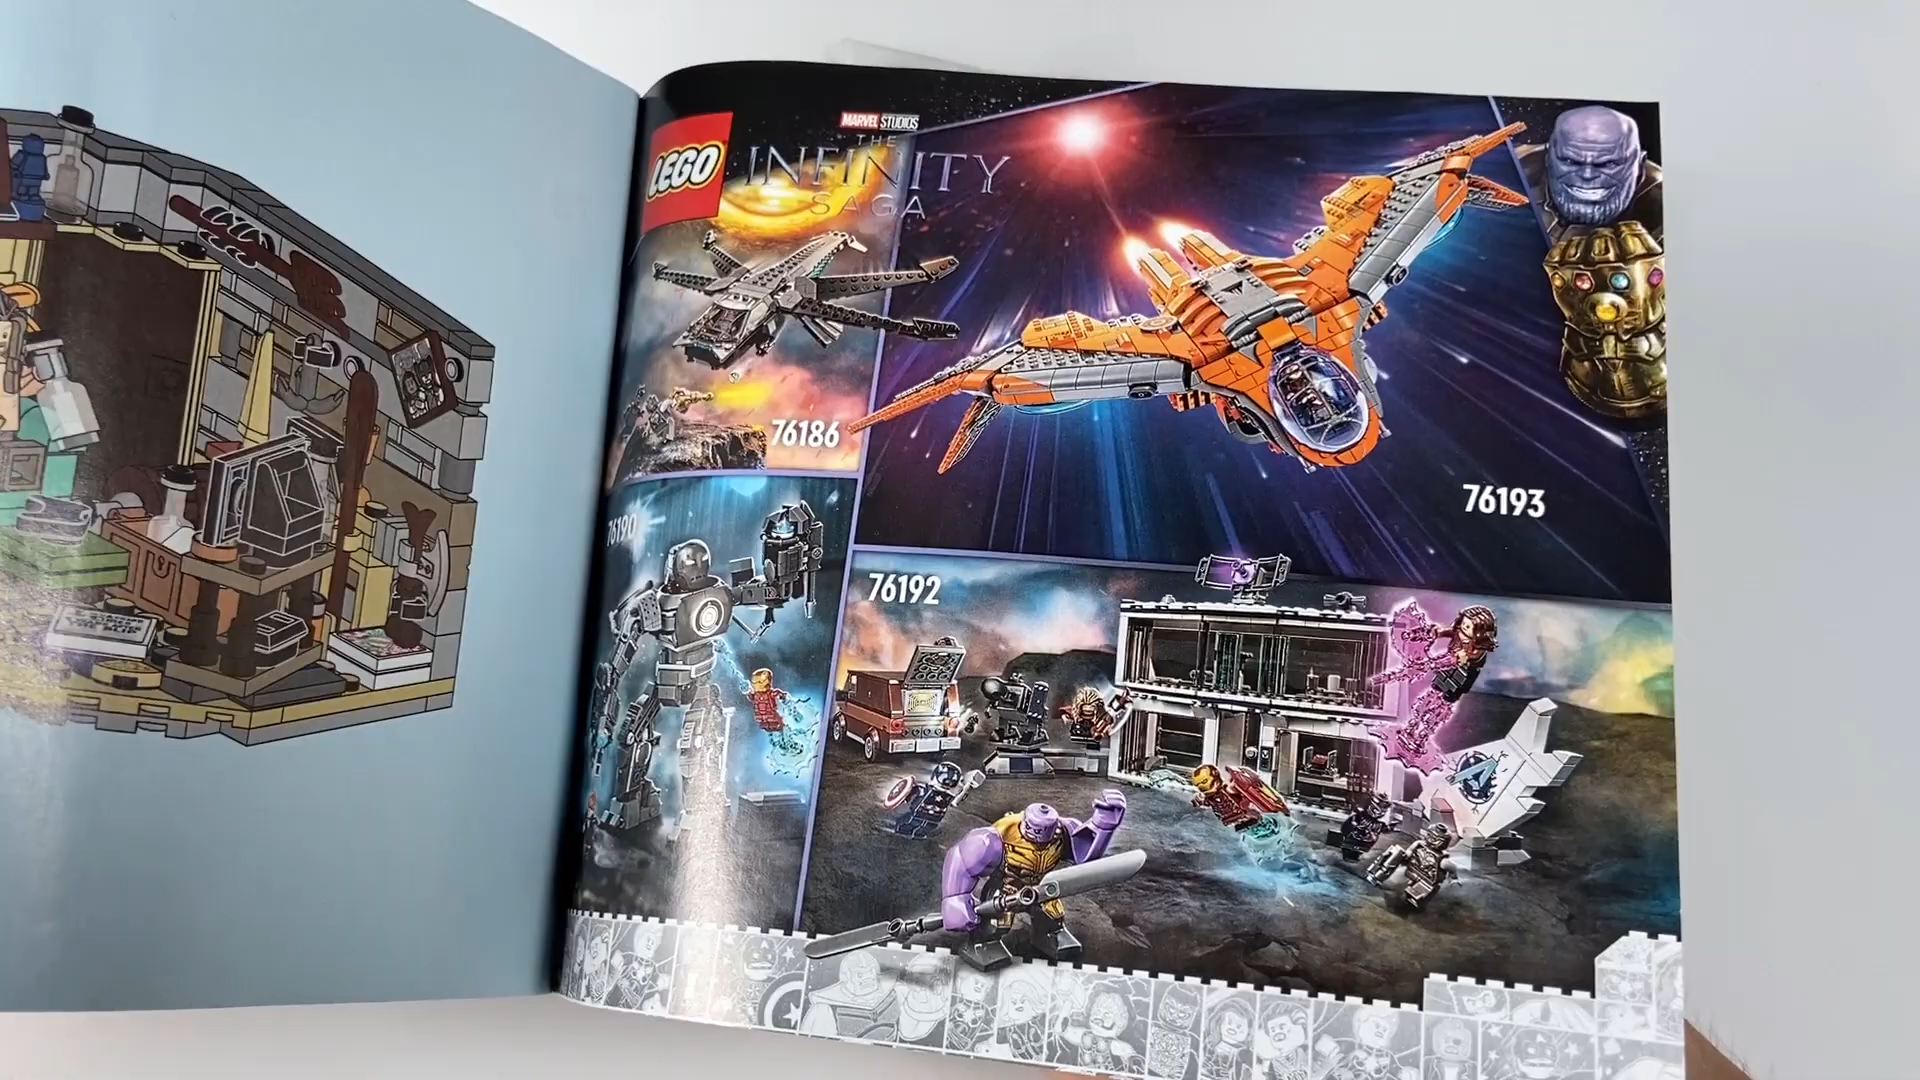 LEGO
MARVEL STUDIOS
THE
INFINITY
SAGA
76186
76193
76190
76192